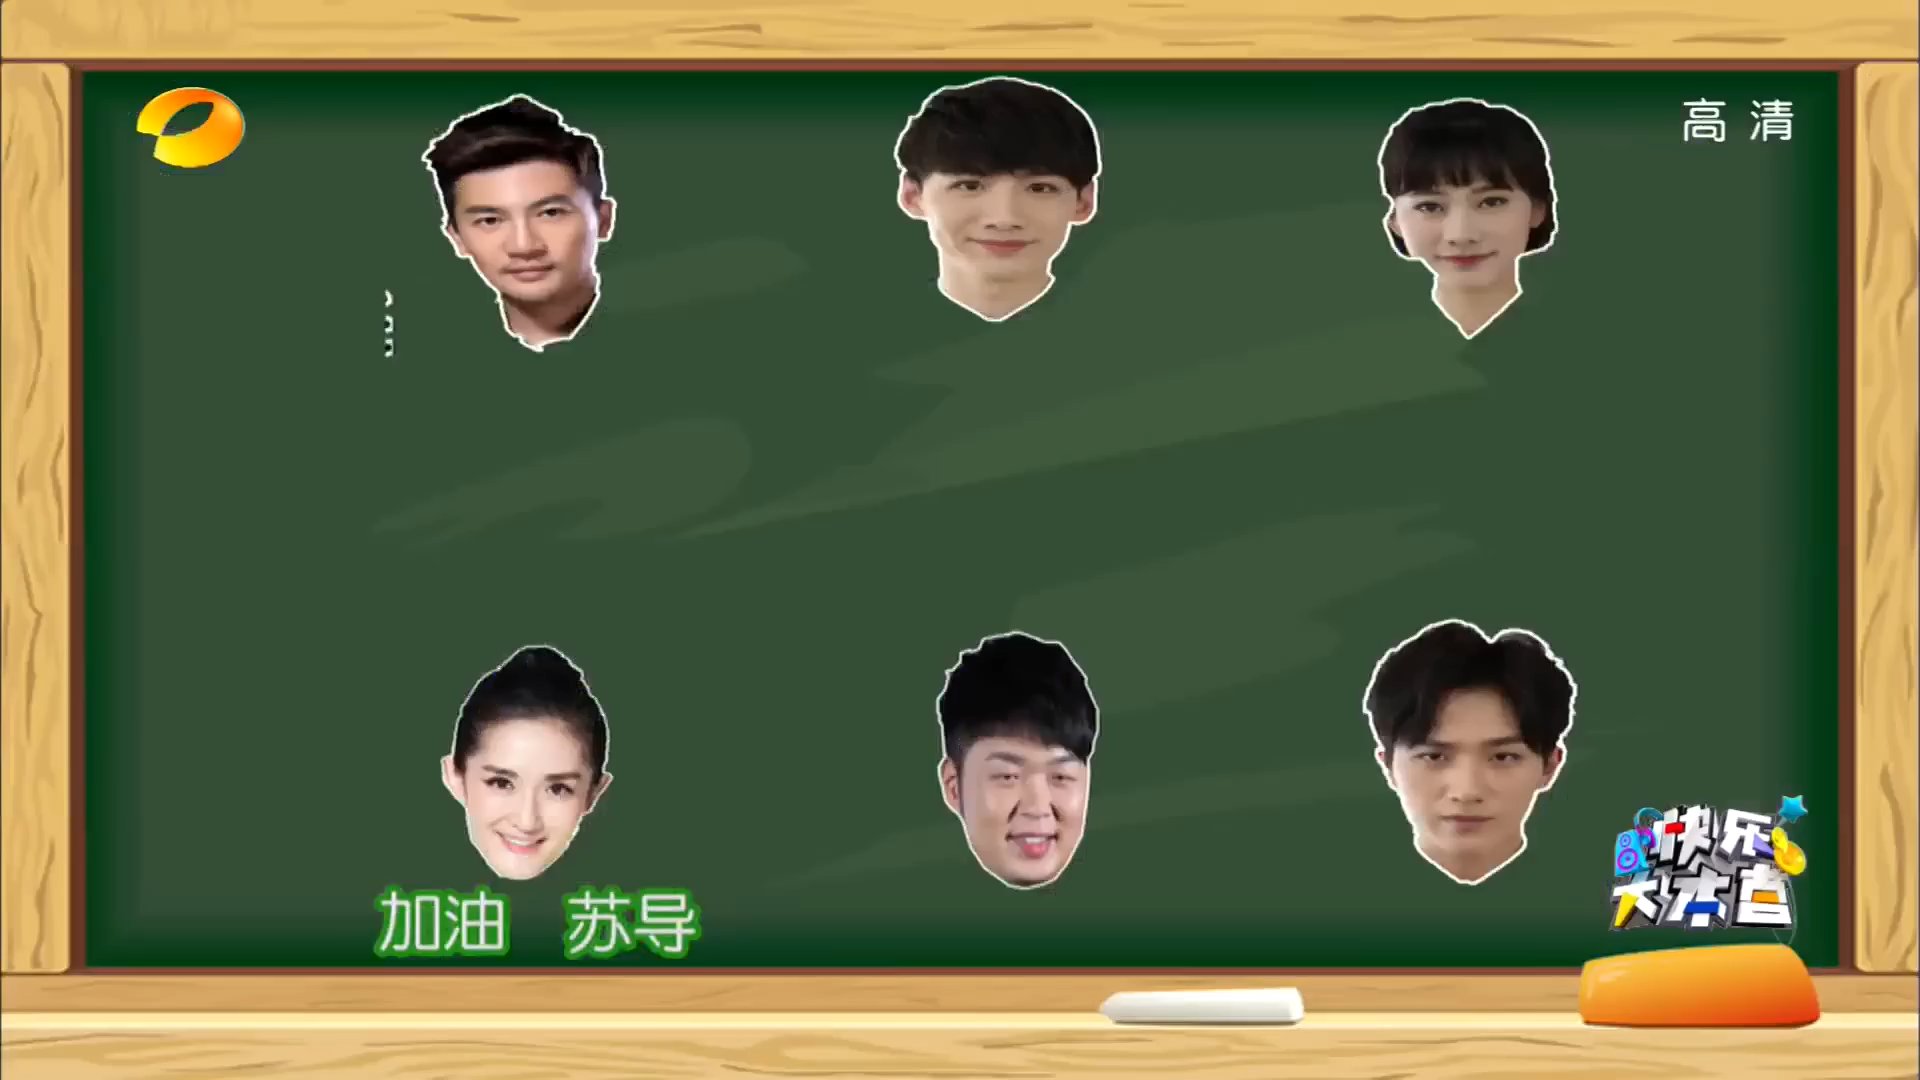 高 清
快乐
大本营
加油 苏导